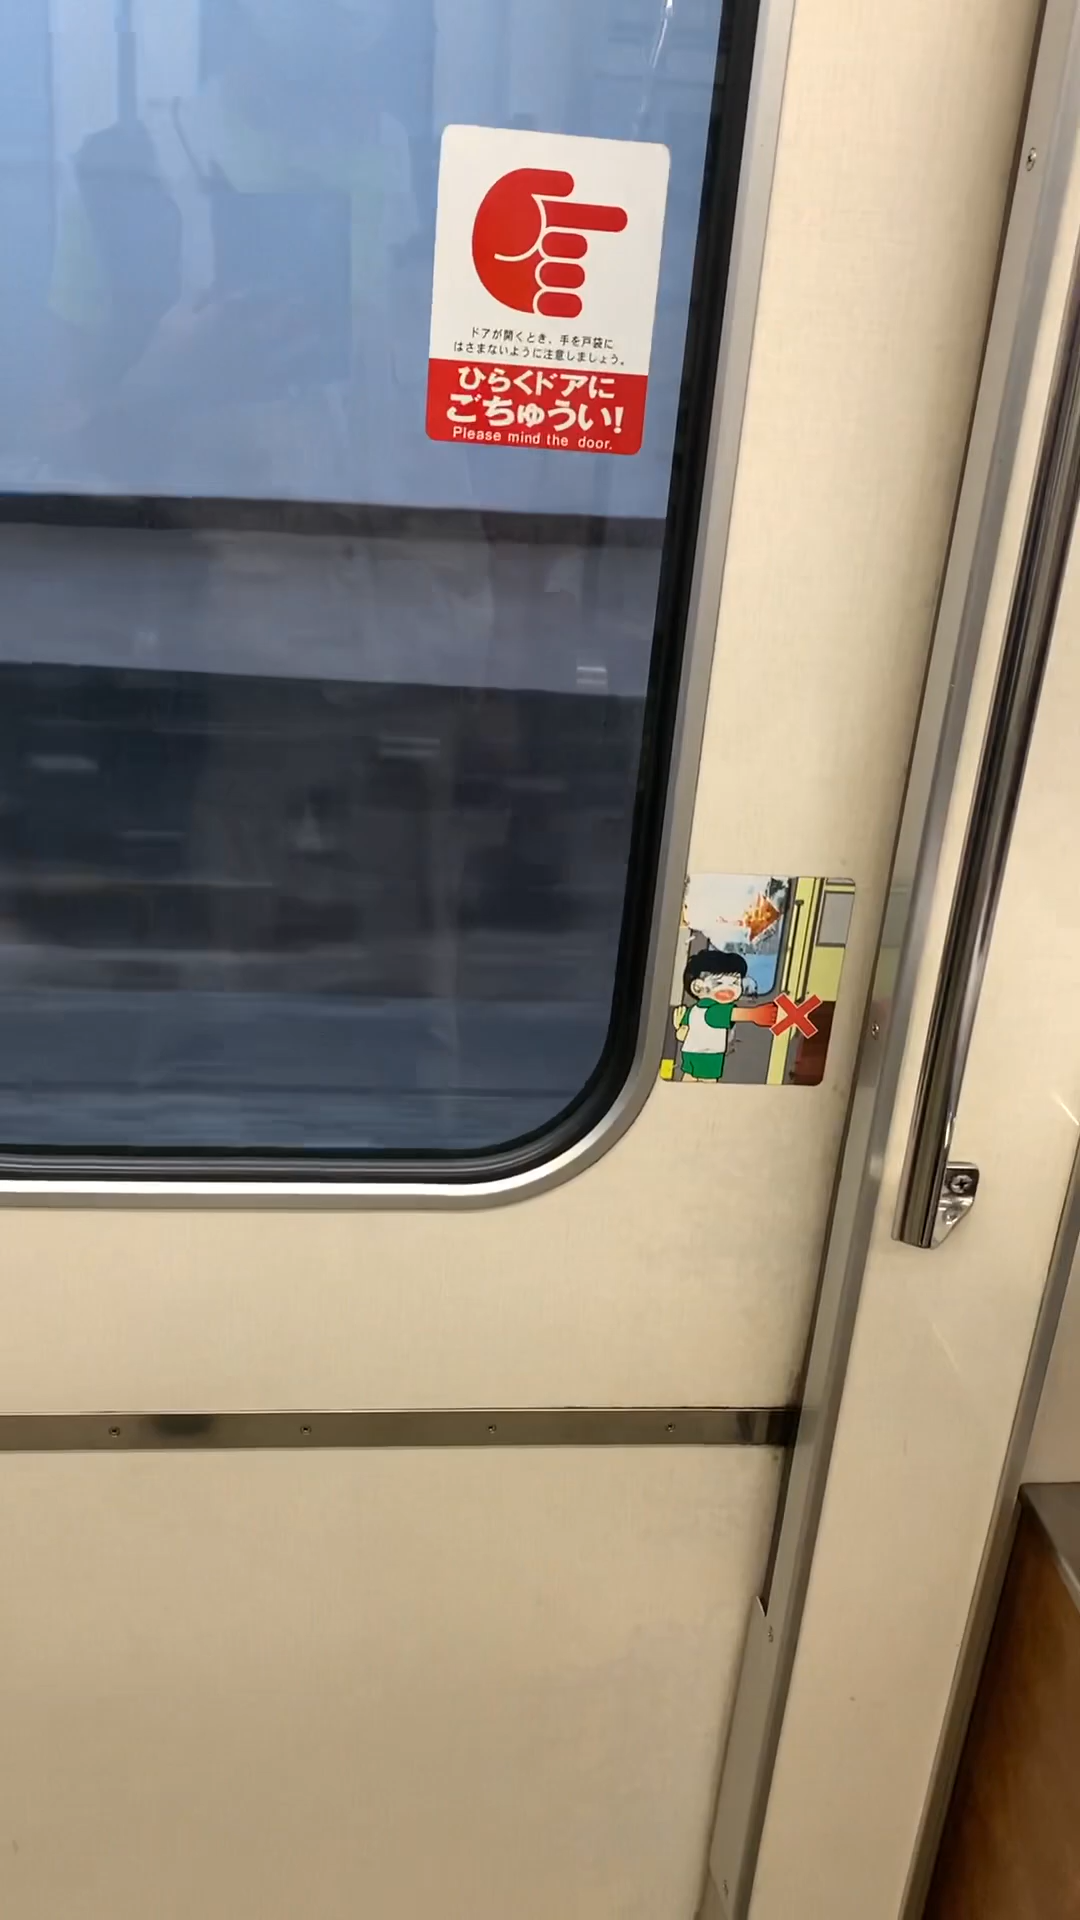 ドアが開くとき、手を戸袋に
はさまないように注意しましょう。
ひらくドアに
ごちゅうい!
Please mind the door.